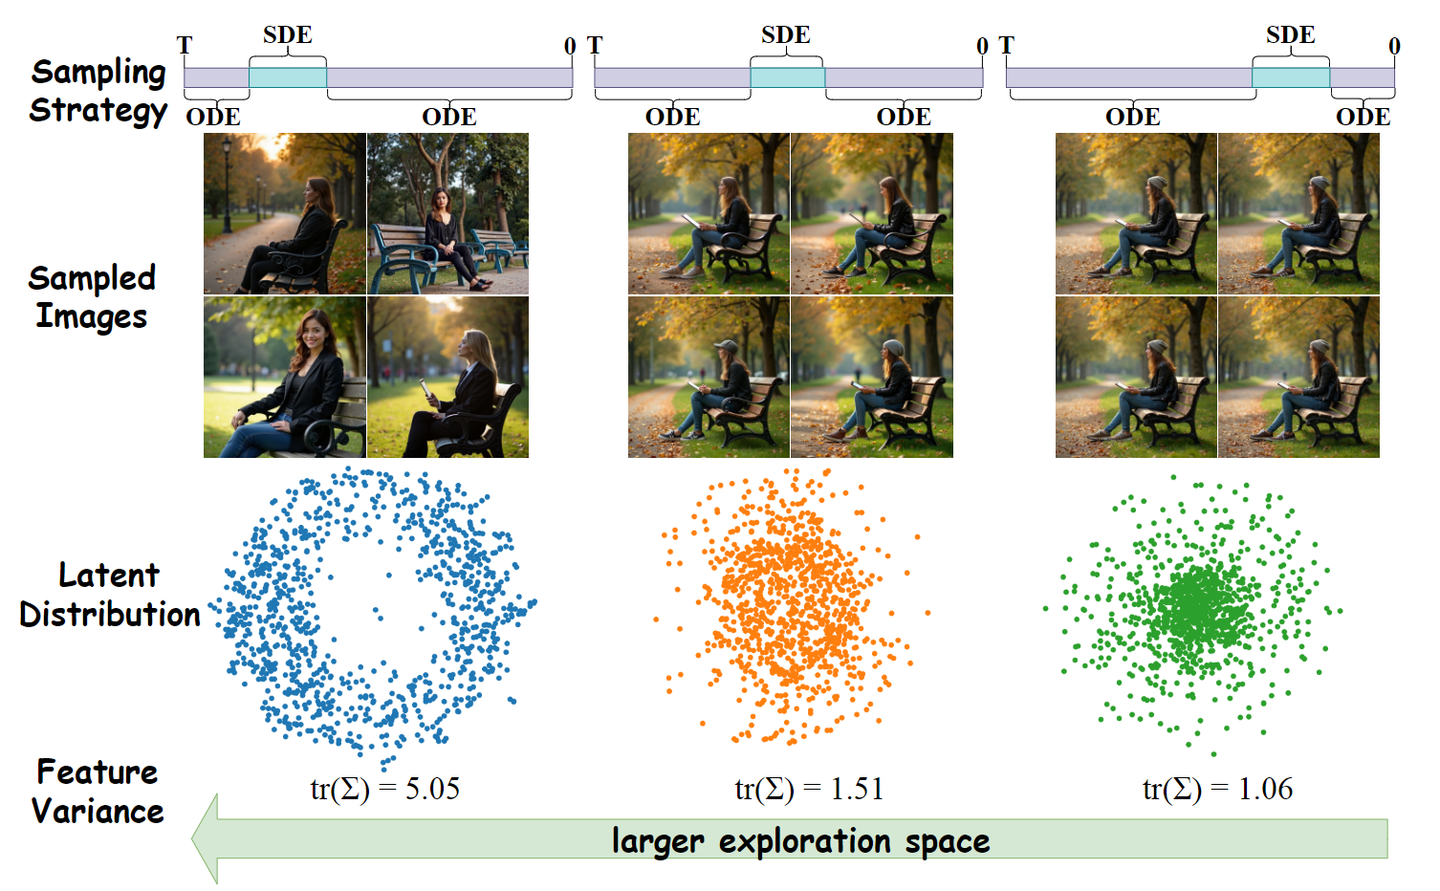 Sampling
Strategy
T
SDE
0
ODE
ODE
T
SDE
0
ODE
ODE
T
SDE
0
ODE
ODE
Sampled
Images
Latent
Distribution
Feature
Variance
tr(Σ) = 5.05
tr(Σ) = 1.51
tr(Σ) = 1.06
larger exploration space